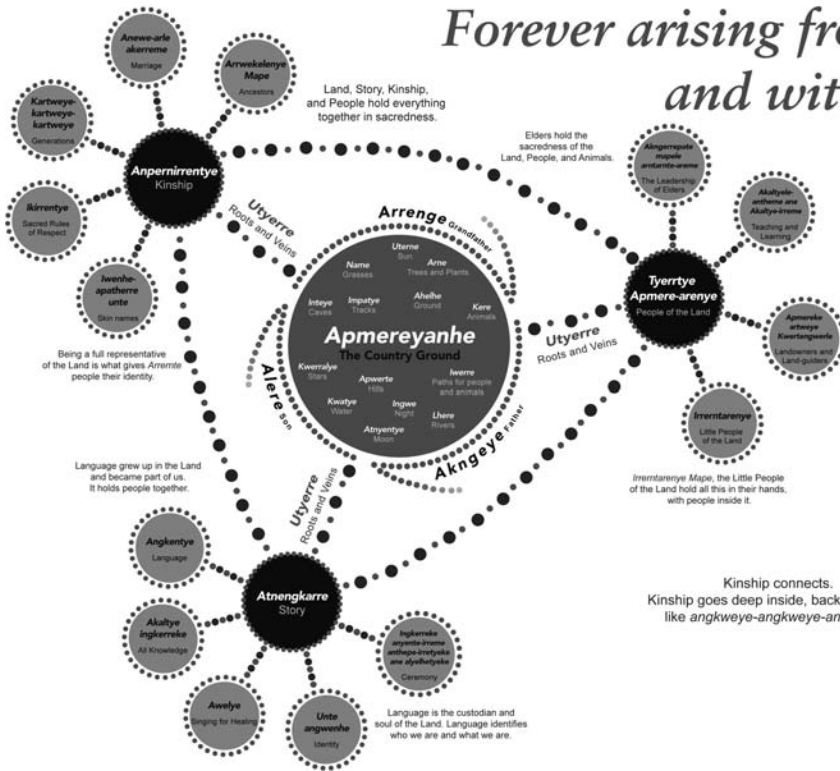 Forever arising fro
and wit
Anewe-arle
akerreme
Marriage
Arrwekelenye
Mape
Ancestors
Kartweye-
kartweye-
kartweye
Generations
Ikirrentye
Sacred Rules
of Respect
Iwenhe-
apatherre
unte
Skin names
Anpernirrentye
Kinship
Land, Story, Kinship,
and People hold everything
together in sacredness.
Elders hold the
sacredness of the
Land, People, and Animals.
Akngerrepate
mapele
arntarnte-areme
The Leadership
of Elders
Akaltyele-
antheme ane
Akaltye-irreme
Teaching and
Learning
Tyerrtye
Apmere-arenye
People of the Land
Apmereke
artweye
Kwertengwerle
Landowners and
Land-guiders
Irrerntarenye
Little People
of the Land
Utyerre
Roots and Veins
Arrenge Grandfather
Uterne
Sun
Name
Grasses
Arne
Trees and Plants
Inteye
Caves
Impatye
Tracks
Ahelhe
Ground
Kere
Animals
Apmereyanhe
The Country Ground
Kwerralye
Stars
Apwerte
Hills
Iwerre
Paths for people
and animals
Kwatye
Water
Ingwe
Night
Lhere
Rivers
Atnyentye
Moon
Alere Son
Akngeye Father
Utyerre
Roots and Veins
Utyerre
Roots and Veins
Being a full representative
of the Land is what gives Arrernte
people their identity.
Irrerntarenye Mape, the Little People
of the Land hold all this in their hands,
with people inside it.
Language grew up in the Land
and became part of us.
It holds people together.
Angkentye
Language
Akaltye
ingkerreke
All Knowledge
Awelye
Singing for Healing
Unte
angwenhe
Identity
Ingkerreke
anyente-irreme
anthepe-irretyeke
ane alyelhetyeke
Ceremony
Atnengkarre
Story
Language is the custodian and
soul of the Land. Language identifies
who we are and what we are.
Kinship connects.
Kinship goes deep inside, back
like angkweye-angkweye-an